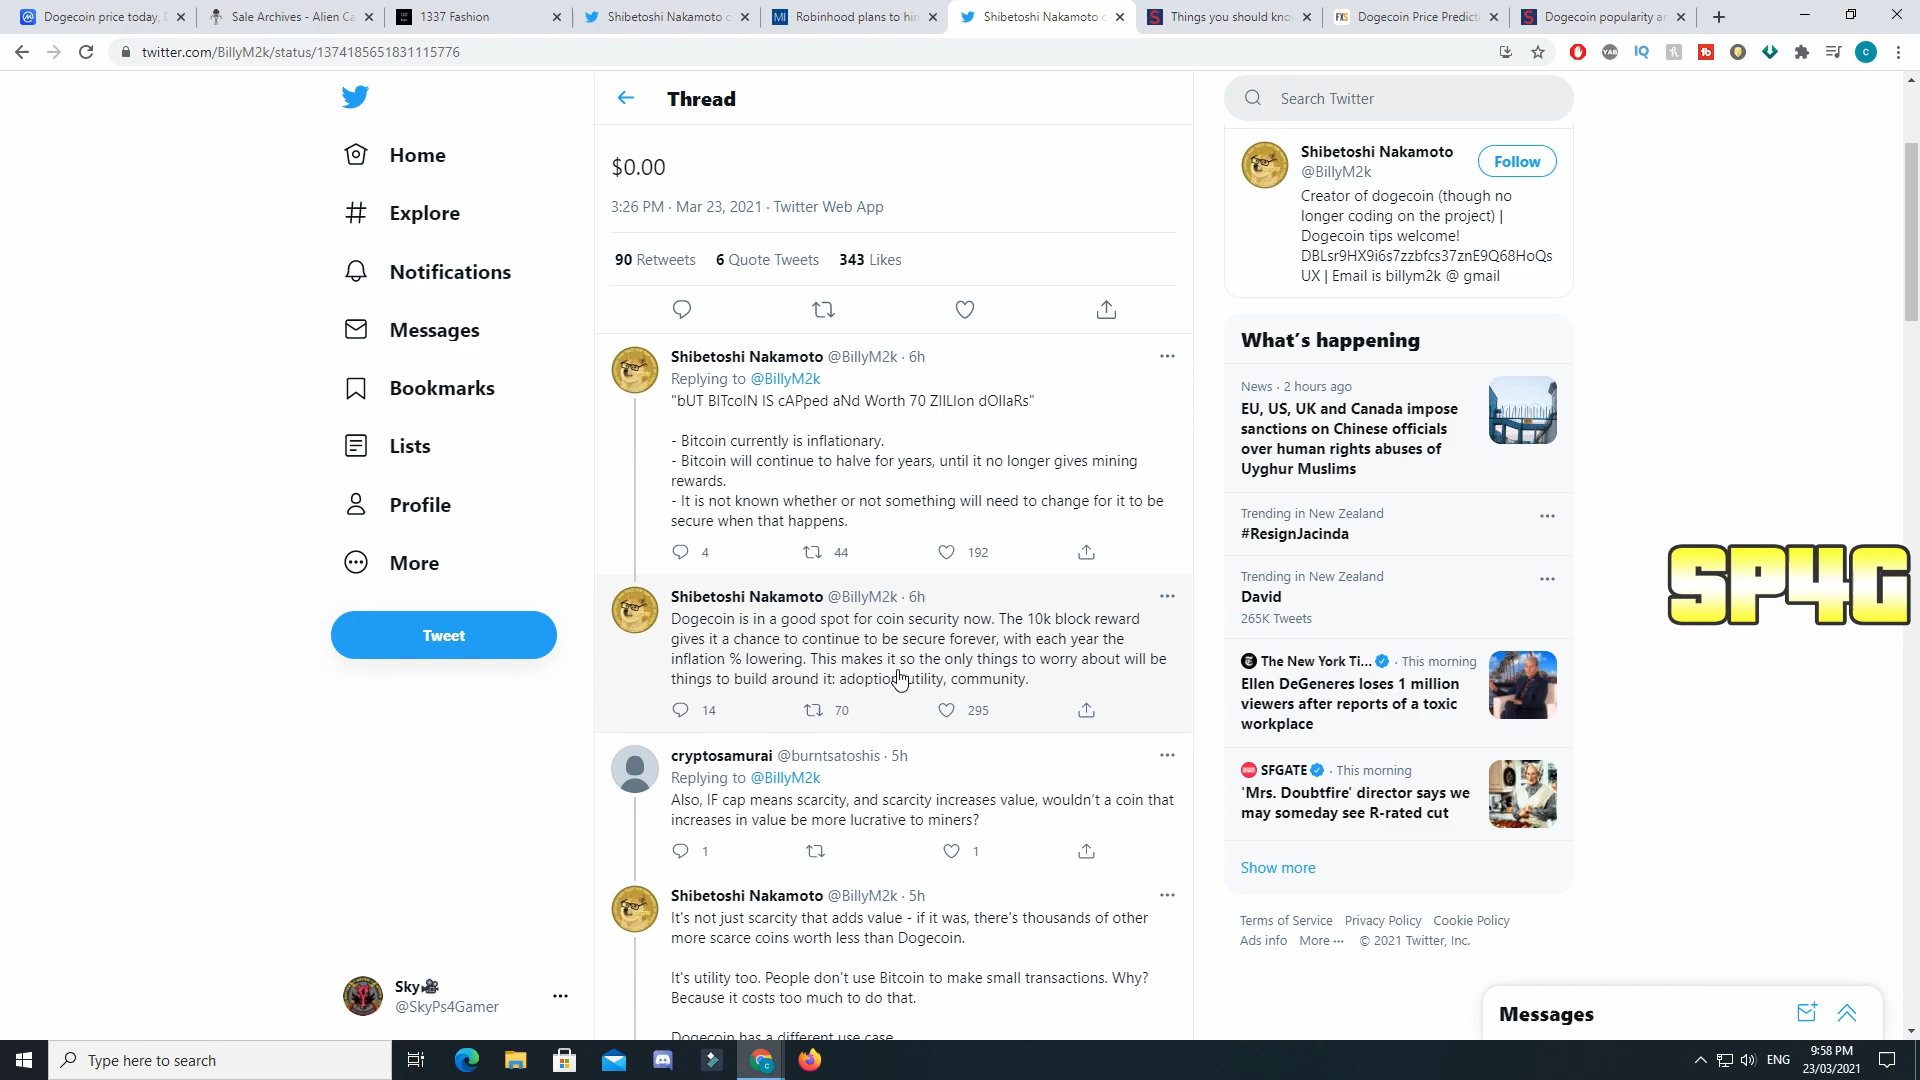 Dogecoin price today, D
Sale Archives - Alien Ca
1337 Fashion
Shibetoshi Nakamoto o
Robinhood plans to hir
Shibetoshi Nakamoto o
Things you should kno
FXS Dogecoin Price Predicti
Dogecoin popularity a
twitter.com/BillyM2k/status/1374185651831115776
Thread
Search Twitter
Home
Explore
Notifications
Messages
Bookmarks
Lists
Profile
More
Tweet
Sky
@SkyPs4Gamer
$0.00
3:26 PM · Mar 23, 2021 · Twitter Web App
90 Retweets 6 Quote Tweets 343 Likes
Shibetoshi Nakamoto @BillyM2k · 6h
Replying to @BillyM2k
"bUT BITcoIN IS cAPped aNd Worth 70 ZIlLIon dOllaRs"
- Bitcoin currently is inflationary.
- Bitcoin will continue to halve for years, until it no longer gives mining
rewards.
- It is not known whether or not something will need to change for it to be
secure when that happens.
4 44 192
Shibetoshi Nakamoto @BillyM2k · 6h
Dogecoin is in a good spot for coin security now. The 10k block reward
gives it a chance to continue to be secure forever, with each year the
inflation % lowering. This makes it so the only things to worry about will be
things to build around it: adoption, utility, community.
14 70 295
cryptosamurai @burntsatoshis · 5h
Replying to @BillyM2k
Also, IF cap means scarcity, and scarcity increases value, wouldn't a coin that
increases in value be more lucrative to miners?
1 1
Shibetoshi Nakamoto @BillyM2k · 5h
It's not just scarcity that adds value - if it was, there's thousands of other
more scarce coins worth less than Dogecoin.
It's utility too. People don't use Bitcoin to make small transactions. Why?
Because it costs too much to do that.
Dogecoin has a different use case
Shibetoshi Nakamoto
@BillyM2k
Follow
Creator of dogecoin (though no
longer coding on the project) |
Dogecoin tips welcome!
DBLsr9HX9i6s7zzbfcs37znE9Q68HoQs
UX | Email is billym2k @ gmail
What's happening
News · 2 hours ago
EU, US, UK and Canada impose
sanctions on Chinese officials
over human rights abuses of
Uyghur Muslims
Trending in New Zealand
#ResignJacinda
Trending in New Zealand
David
265K Tweets
The New York Ti... · This morning
Ellen DeGeneres loses 1 million
viewers after reports of a toxic
workplace
SFGATE · This morning
'Mrs. Doubtfire' director says we
may someday see R-rated cut
Show more
Terms of Service Privacy Policy Cookie Policy
Ads info More ··· © 2021 Twitter, Inc.
Messages
SP4G
Type here to search
ENG
9:58 PM
23/03/2021